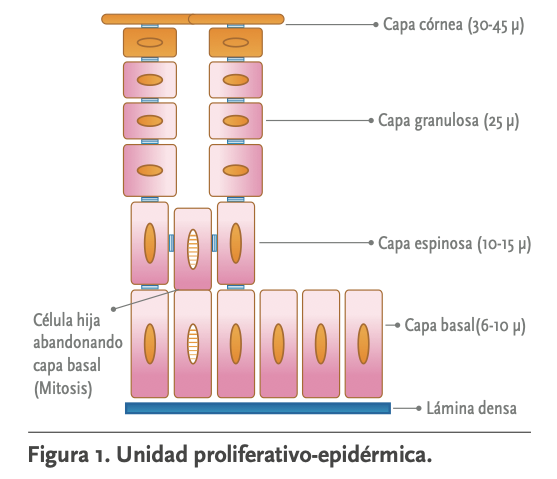 Capa córnea (30-45 μ)
Capa granulosa (25 μ)
Capa espinosa (10-15 μ)
Célula hija
abandonando
capa basal
(Mitosis)
Capa basal(6-10 μ)
Lámina densa
Figura 1. Unidad proliferativo-epidérmica.